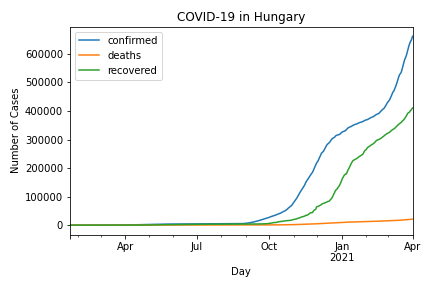 COVID-19 in Hungary
confirmed
deaths
recovered
600000
500000
400000
300000
200000
100000
0
Number of Cases
Apr Jul Oct Jan Apr
2021
Day